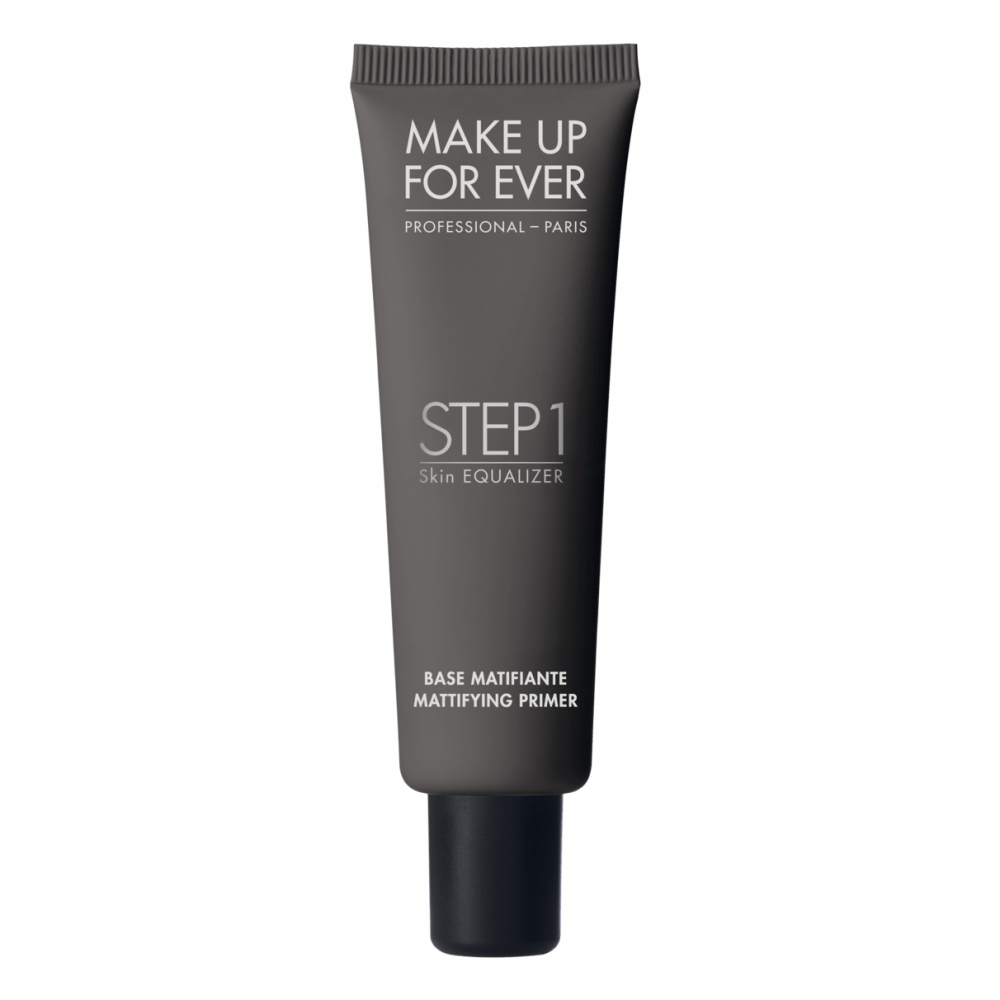 MAKE UP
FOR EVER
PROFESSIONAL – PARIS
STEP 1
Skin EQUALIZER
BASE MATIFIANTE
MATTIFYING PRIMER